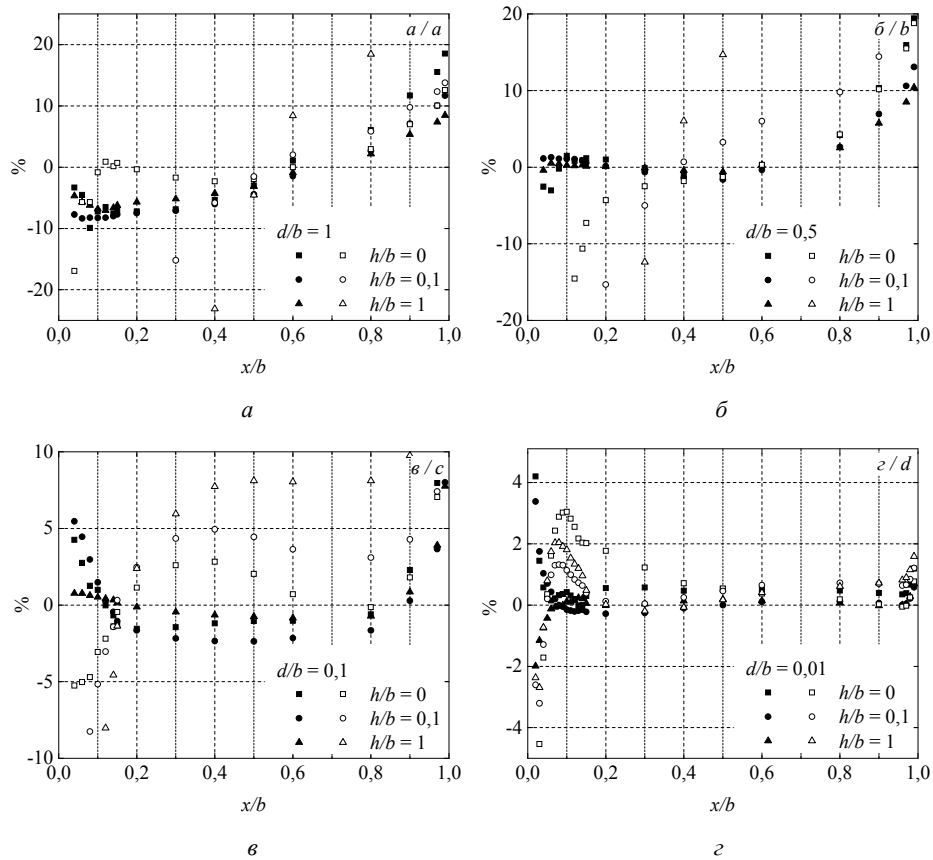 20
10
0
-10
-20
%
а / a
d/b = 1
h/b = 0
h/b = 0,1
h/b = 1
0,0 0,2 0,4 0,6 0,8 1,0
x/b
а
20
10
0
-10
-20
%
б / b
d/b = 0,5
h/b = 0
h/b = 0,1
h/b = 1
0,0 0,2 0,4 0,6 0,8 1,0
x/b
б
10
5
0
-5
-10
%
в / c
d/b = 0,1
h/b = 0
h/b = 0,1
h/b = 1
0,0 0,2 0,4 0,6 0,8 1,0
x/b
в
4
2
0
-2
-4
%
г / d
d/b = 0,01
h/b = 0
h/b = 0,1
h/b = 1
0,0 0,2 0,4 0,6 0,8 1,0
x/b
г